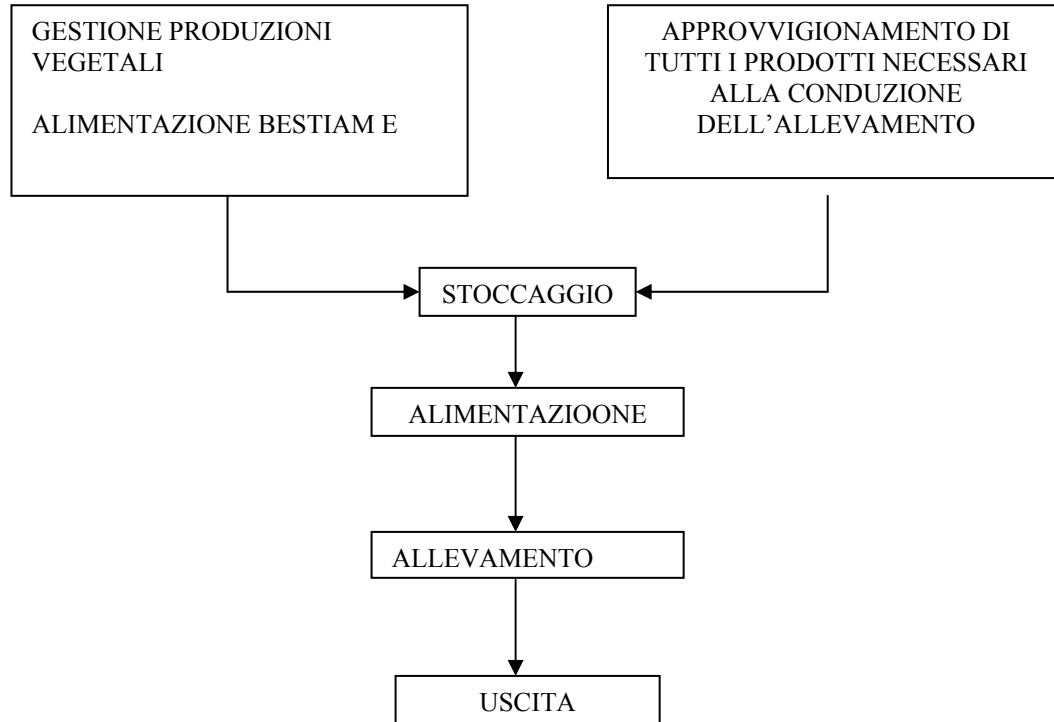 GESTIONE PRODUZIONI
VEGETALI
ALIMENTAZIONE BESTIAM E
APPROVVIGIONAMENTO DI
TUTTI I PRODOTTI NECESSARI
ALLA CONDUZIONE
DELL’ALLEVAMENTO
STOCCAGGIO
ALIMENTAZIOONE
ALLEVAMENTO
USCITA